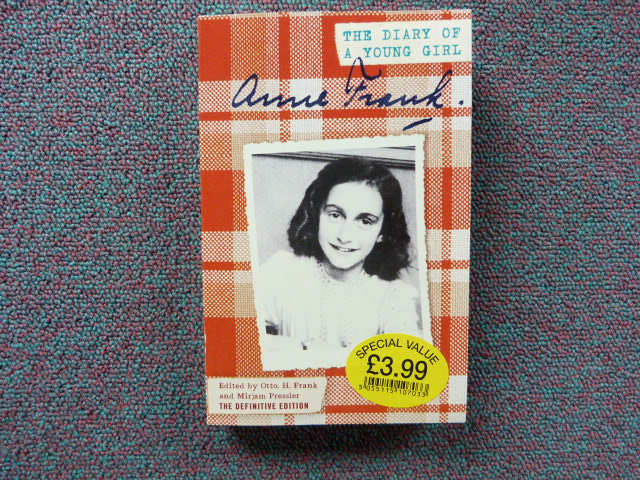 THE DIARY OF
A YOUNG GIRL
Anne Frank.
SPECIAL VALUE
£3.99
5055115107033
Edited by Otto. H. Frank
and Mirjam Pressler
THE DEFINITIVE EDITION